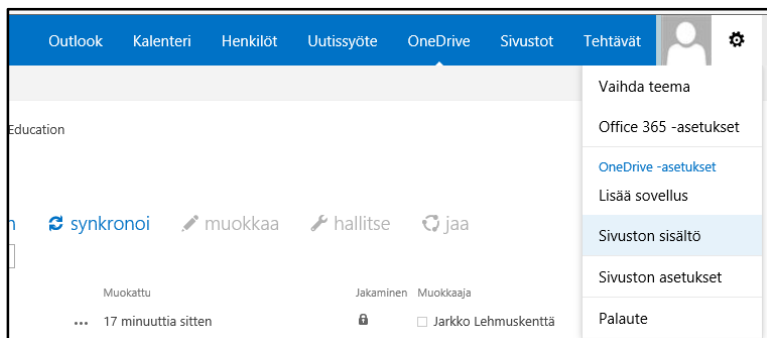 Outlook Kalenteri Henkilöt Uutissyöte OneDrive Sivustot Tehtävät
Vaihda teema
Office 365 -asetukset
OneDrive -asetukset
Lisää sovellus
Sivuston sisältö
Sivuston asetukset
Palaute
Education
synkronoi muokkaa hallitse jaa
Muokattu Jakaminen Muokkaaja
... 17 minuuttia sitten Jarkko Lehmuskenttä